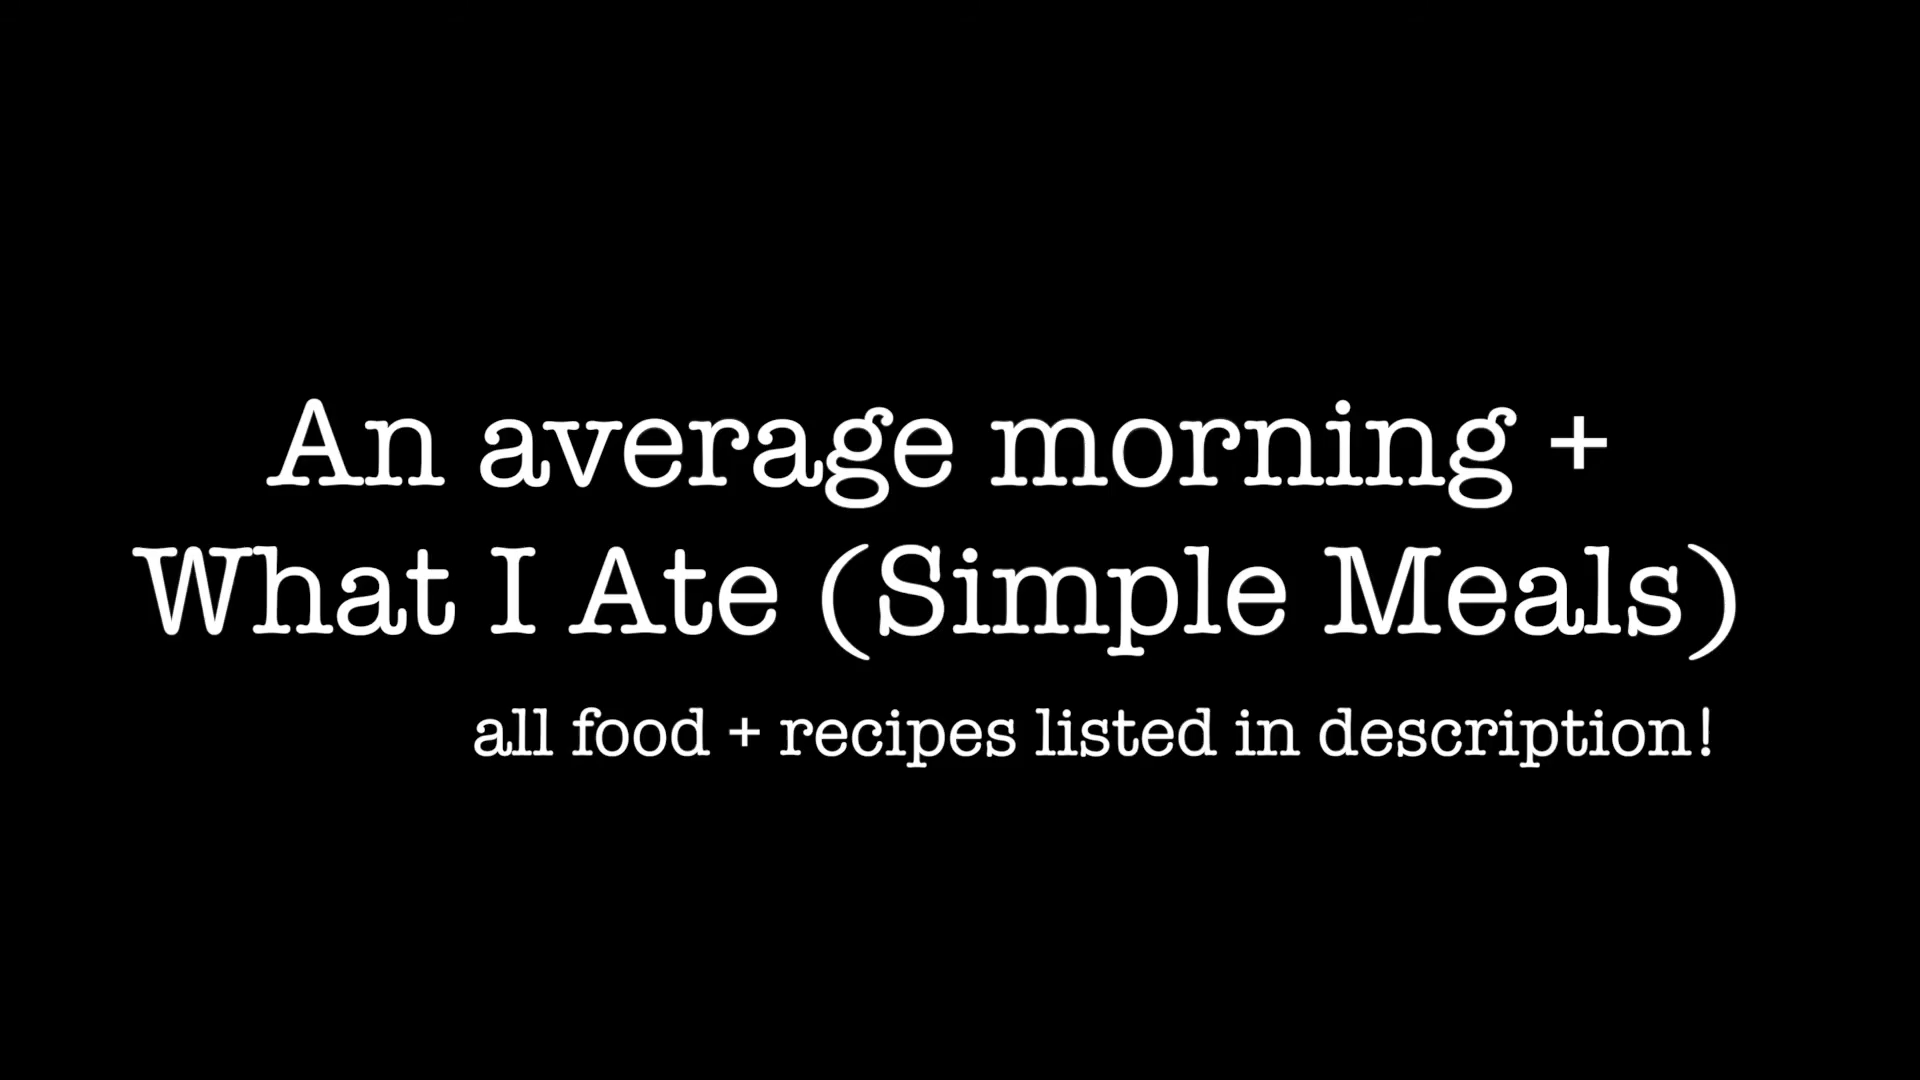 An average morning +
What I Ate (Simple Meals)
all food + recipes listed in description!